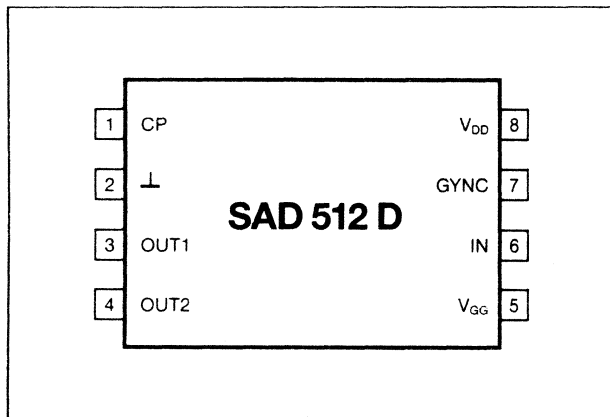 1 CP
2 ⊥
3 OUT1
4 OUT2
SAD 512 D
V_DD 8
GYNC 7
IN 6
V_GG 5